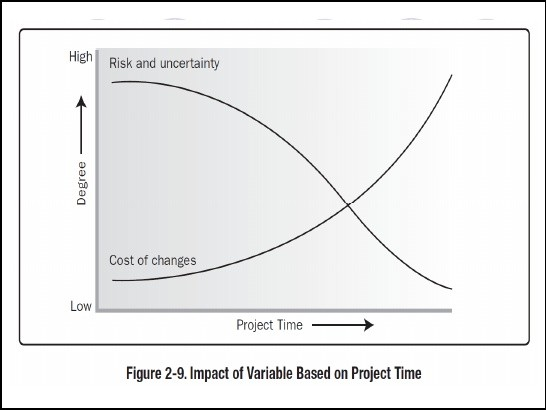 High
Risk and uncertainty
Degree
Cost of changes
Low
Project Time
Figure 2-9. Impact of Variable Based on Project Time